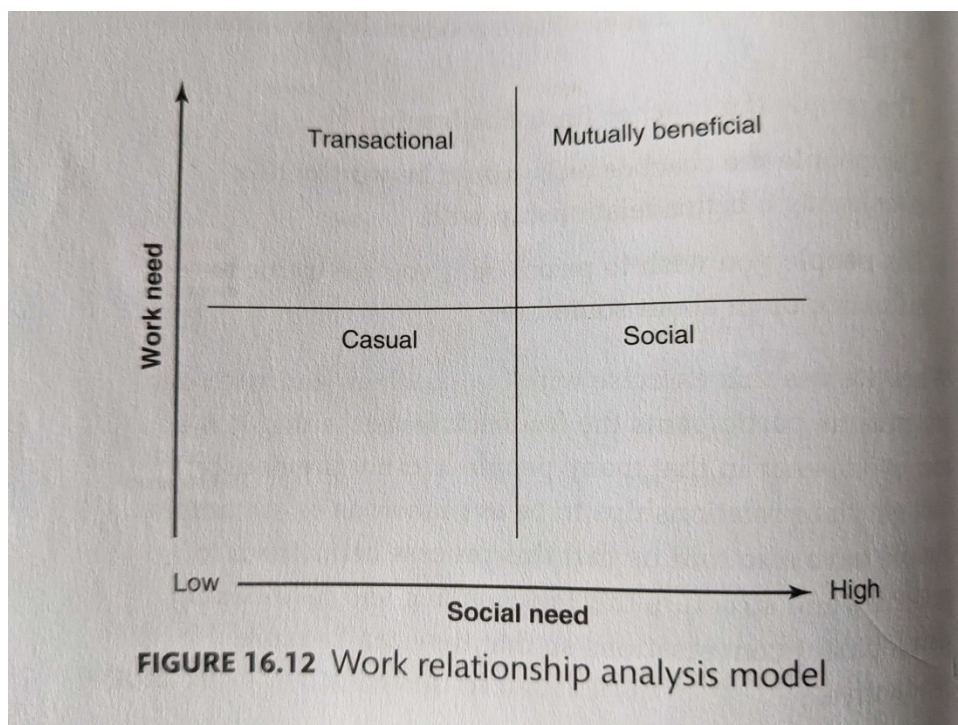 Transactional
Mutually beneficial
Work need
Casual
Social
Low
High
Social need
FIGURE 16.12 Work relationship analysis model